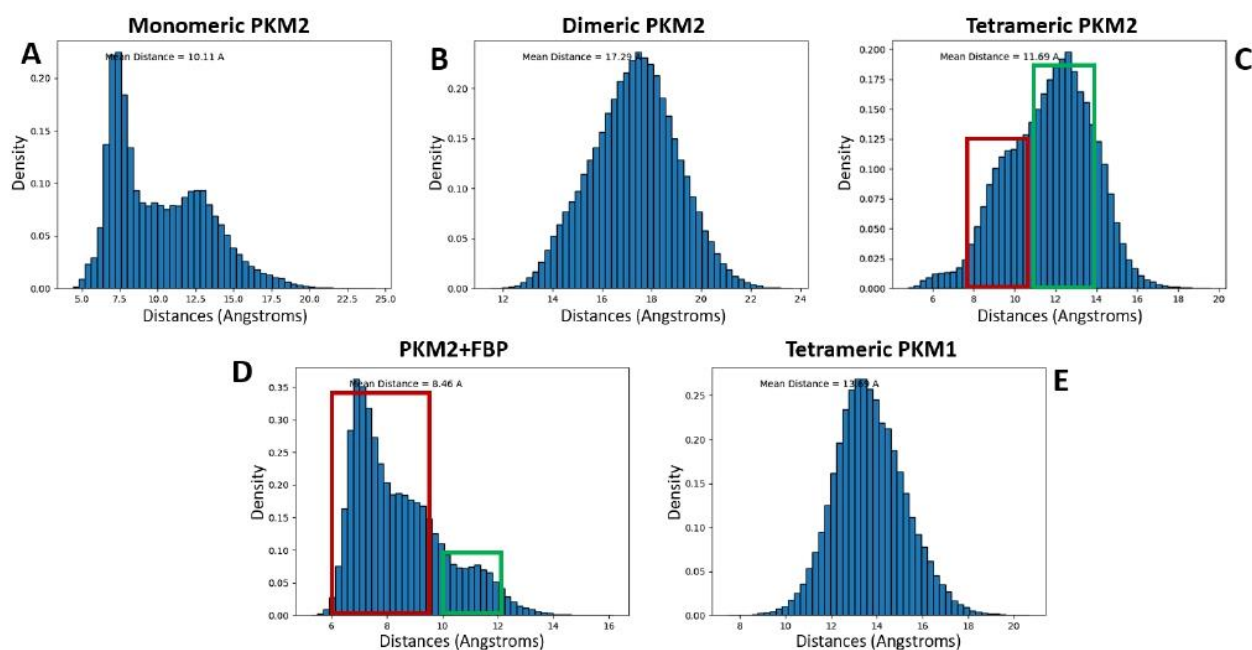 Monomeric PKM2
A
Mean Distance = 10.11 A
Density
0.20
0.15
0.10
0.05
0.00
5.0 7.5 10.0 12.5 15.0 17.5 20.0 22.5 25.0
Distances (Angstroms)
Dimeric PKM2
B
Mean Distance = 17.29 A
Density
0.20
0.15
0.10
0.05
0.00
12 14 16 18 20 22 24
Distances (Angstroms)
Tetrameric PKM2
C
Mean Distance = 11.69 A
Density
0.200
0.175
0.150
0.125
0.100
0.075
0.050
0.025
0.000
6 8 10 12 14 16 18 20
Distances (Angstroms)
PKM2+FBP
D
Mean Distance = 8.46 A
Density
0.35
0.30
0.25
0.20
0.15
0.10
0.05
0.00
6 8 10 12 14 16
Distances (Angstroms)
Tetrameric PKM1
E
Mean Distance = 13.69 A
Density
0.25
0.20
0.15
0.10
0.05
0.00
8 10 12 14 16 18 20
Distances (Angstroms)